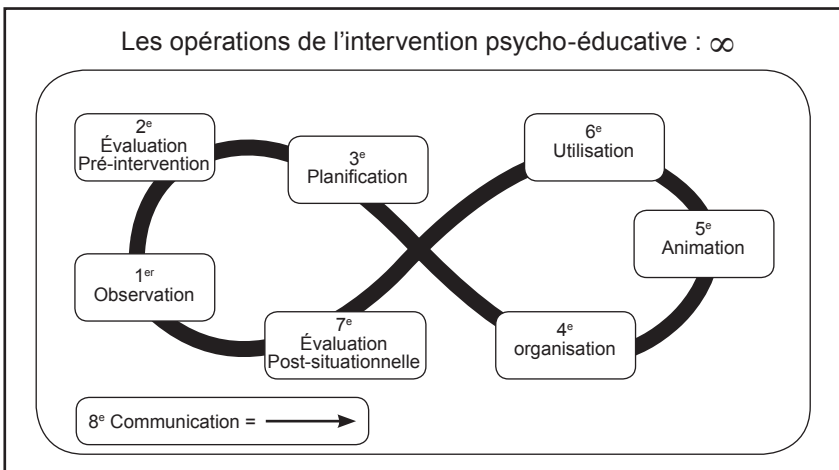 Les opérations de l'intervention psycho-éducative : ∞
2e
Évaluation
Pré-intervention
3e
Planification
6e
Utilisation
5e
Animation
1er
Observation
7e
Évaluation
Post-situationnelle
4e
organisation
8e Communication =